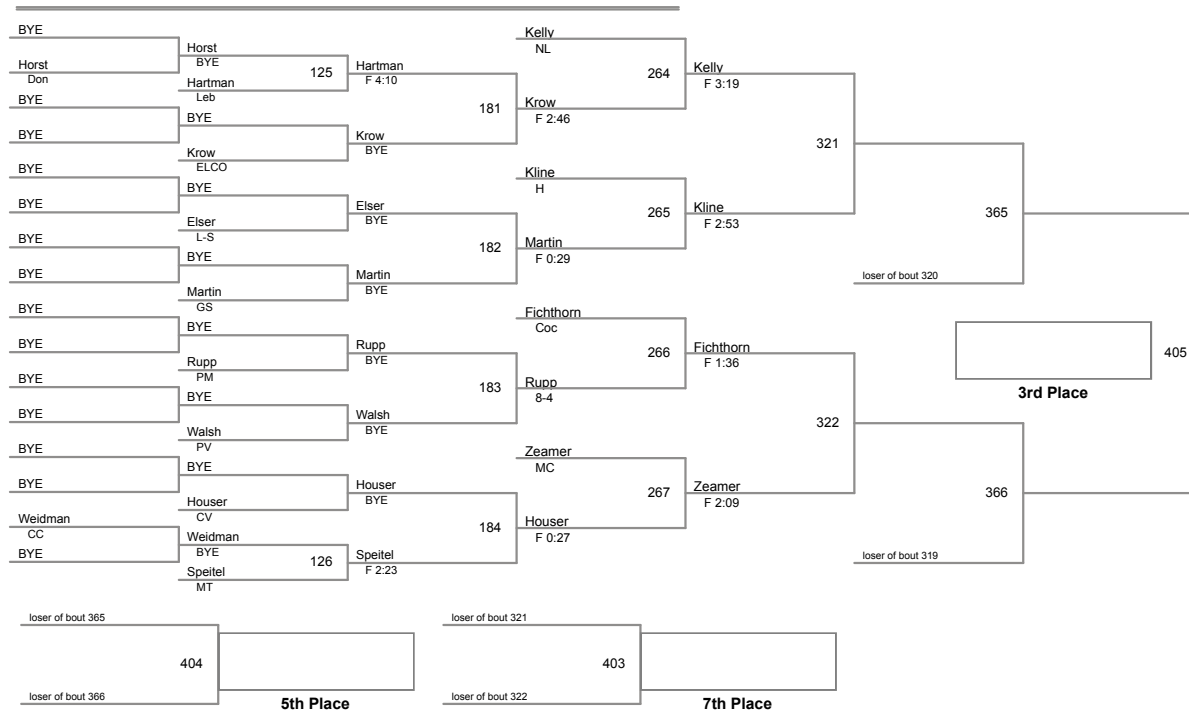 BYE
Horst
Don
BYE
BYE
BYE
BYE
BYE
BYE
BYE
BYE
BYE
BYE
BYE
BYE
Weidman
CC
BYE
Horst
BYE
125
Hartman
Leb
BYE
Krow
ELCO
BYE
Elser
L-S
BYE
Martin
GS
BYE
Rupp
PM
BYE
Walsh
PV
BYE
Houser
CV
Weidman
BYE
126
Speitel
MT
Hartman
F 4:10
181
Krow
BYE
Elser
BYE
182
Martin
BYE
Rupp
BYE
183
Walsh
BYE
Houser
BYE
184
Speitel
F 2:23
Kelly
NL
264
Krow
F 2:46
Kline
H
265
Martin
F 0:29
Fichthorn
Coc
266
Rupp
8-4
Zeamer
MC
267
Houser
F 0:27
Kelly
F 3:19
321
Kline
F 2:53
Fichthorn
F 1:36
322
Zeamer
F 2:09
365
loser of bout 320
405
3rd Place
366
loser of bout 319
loser of bout 365
404
loser of bout 366
5th Place
loser of bout 321
403
loser of bout 322
7th Place